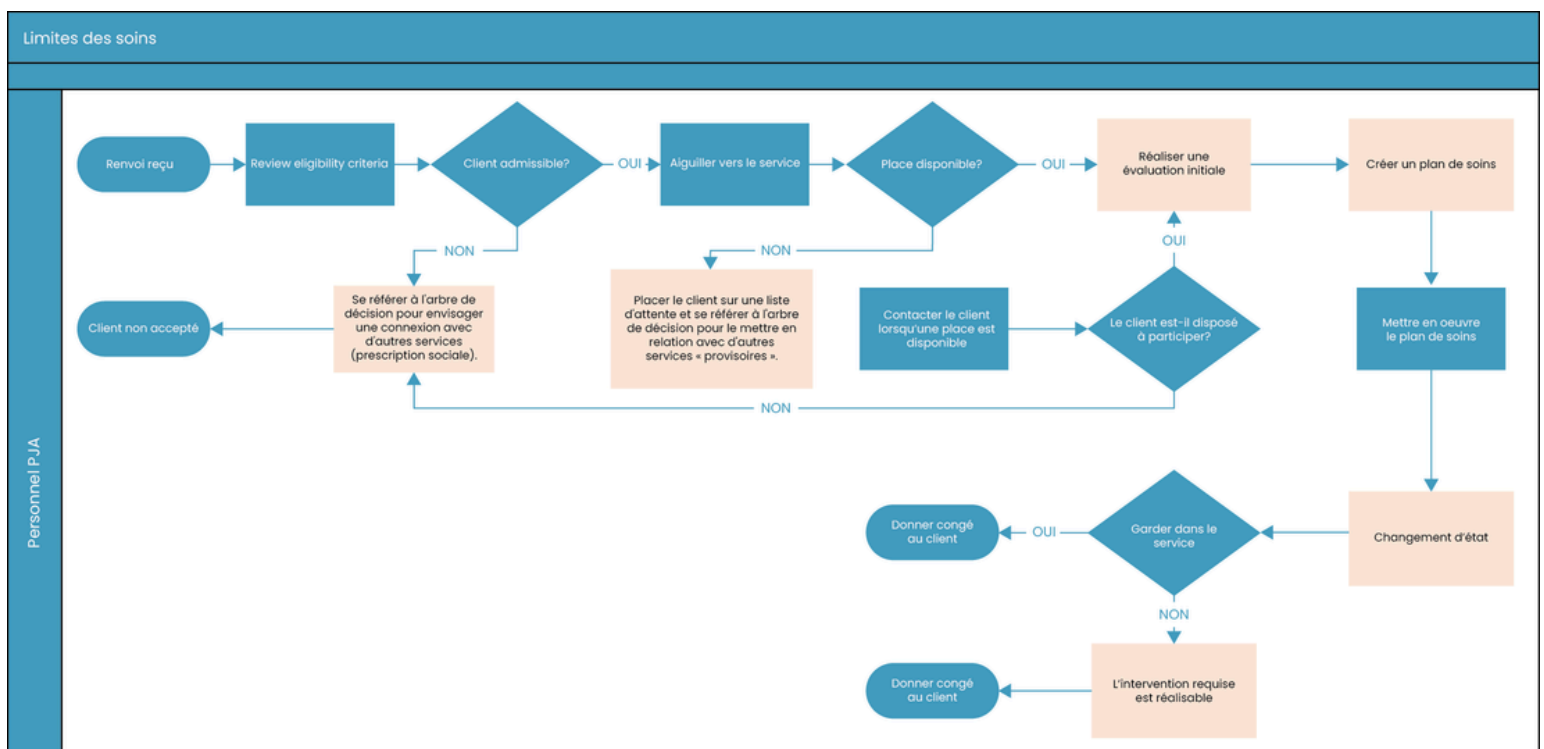 Limites des soins
Personnel PJA
Renvoi reçu
Review eligibility criteria
Client admissible?
OUI
Aiguiller vers le service
Place disponible?
OUI
Réaliser une
évaluation initiale
Créer un plan de soins
NON
NON
OUI
Client non accepté
Se référer à l'arbre de
décision pour envisager
une connexion avec
d'autres services
(prescription sociale).
Placer le client sur une liste
d'attente et se référer à l'arbre
de décision pour le mettre en
relation avec d'autres
services « provisoires ».
Contacter le client
lorsqu'une place est
disponible
Le client est-il disposé
à participer?
Mettre en oeuvre
le plan de soins
NON
Donner congé
au client
OUI
Garder dans le
service
Changement d'état
NON
Donner congé
au client
L'intervention requise
est réalisable